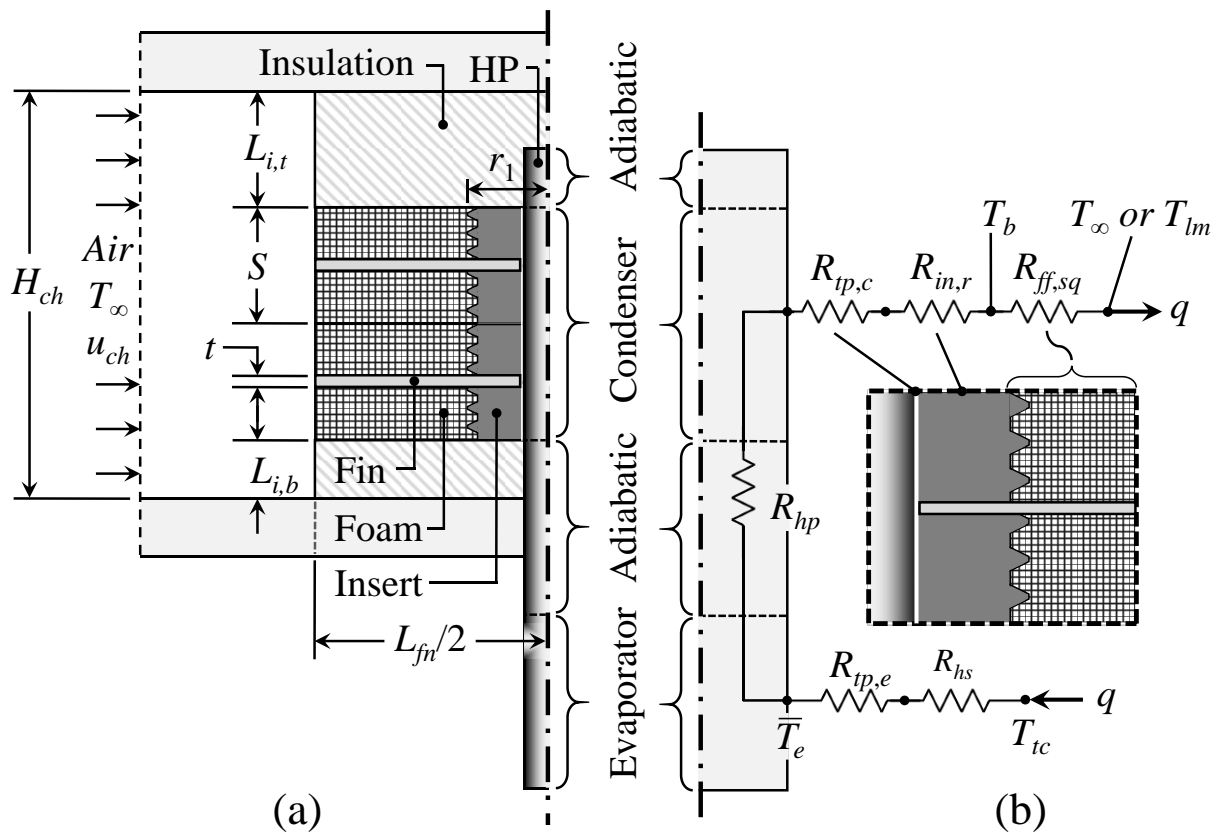 Insulation
HP
Adiabatic
L_{i,t}
r_1
H_{ch}
Air
T_∞
u_{ch}
S
t
Condenser
T_b
T_∞ or T_{lm}
R_{tp,c}
R_{in,r}
R_{ff,sq}
q
L_{i,b}
Fin
Foam
Insert
Adiabatic
R_{hp}
L_{fn}/2
Evaporator
R_{tp,e}
R_{hs}
q
T̿_e
T_{tc}
(a)
(b)